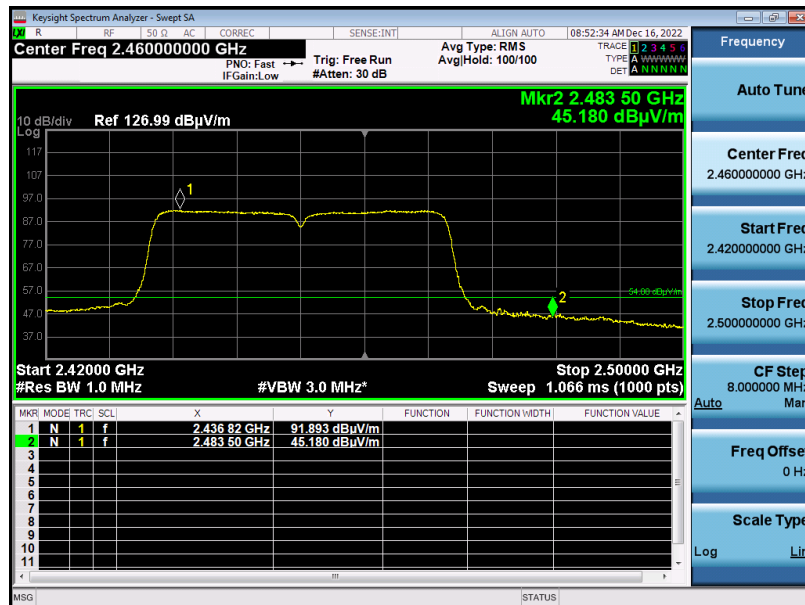 Keysight Spectrum Analyzer - Swept SA
LXI R RF 50 Ω AC CORREC SENSE:INT ALIGN AUTO 08:52:34 AM Dec 16, 2022
Center Freq 2.460000000 GHz
PNO: Fast
IFGain:Low
Trig: Free Run
#Atten: 30 dB
Avg Type: RMS
Avg|Hold: 100/100
TRACE 1 2 3 4 5 6
TYPE A WWWWW
DET A N N N N N
Mkr2 2.483 50 GHz
45.180 dBµV/m
10 dB/div Ref 126.99 dBµV/m
Log
117
107
97.0
87.0
77.0
67.0
57.0
47.0
37.0
1
2
54.00 dBµV/m
Start 2.42000 GHz Stop 2.50000 GHz
#Res BW 1.0 MHz #VBW 3.0 MHz* Sweep 1.066 ms (1000 pts)
MKR MODE TRC SCL X Y FUNCTION FUNCTION WIDTH FUNCTION VALUE
1 N 1 f 2.436 82 GHz 91.893 dBµV/m
2 N 1 f 2.483 50 GHz 45.180 dBµV/m
3
4
5
6
7
8
9
10
11
MSG STATUS
Frequency
Auto Tune
Center Freq
2.460000000 GHz
Start Freq
2.420000000 GHz
Stop Freq
2.500000000 GHz
CF Step
8.000000 MHz
Auto Man
Freq Offset
0 Hz
Scale Type
Log Lin